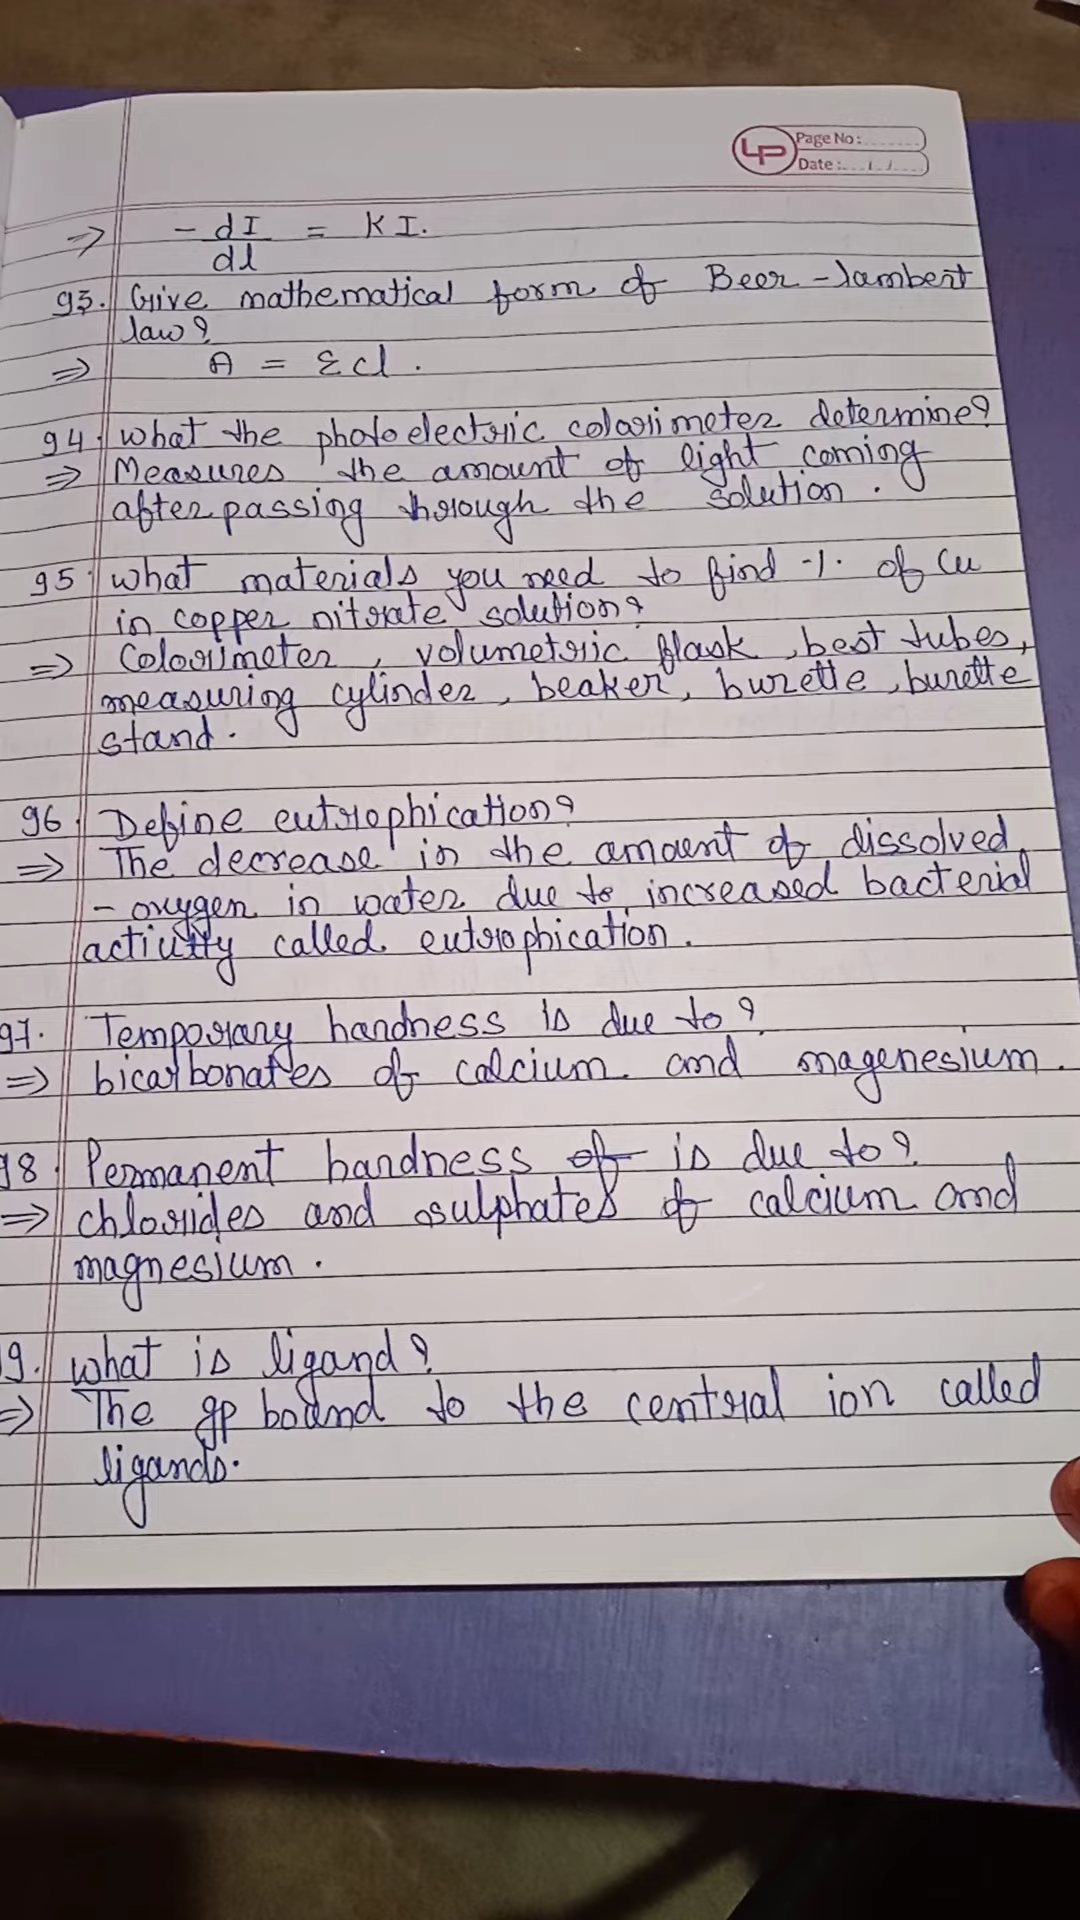 LP Page No:.......
Date:.../.../....
⇒ - dI/dl = KI.
93. Give mathematical form of Beer-lambert
law?
⇒ A = εcl.
94. What the photoelectric colorimeter determine?
⇒ Measures the amount of light coming
after passing through the solution.
95. What materials you need to find -1. of Cu
in copper nitrate solution?
⇒ Colorimeter, volumetric flask, best tubes,
measuring cylinder, beaker, burette, burette
stand.
96. Define eutrophication?
⇒ The decrease in the amount of dissolved
- oxygen in water due to increased bacterial
activity called eutrophication.
97. Temporary hardness is due to?
⇒ bicarbonates of calcium and magenesium.
98. Permanent hardness of is due to?
⇒ chlorides and sulphates of calcium and
magnesium.
9. What is ligand?
⇒ The gp bound to the central ion called
ligands.